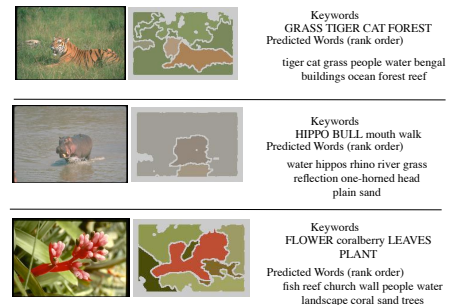 Keywords
GRASS TIGER CAT FOREST
Predicted Words (rank order)
tiger cat grass people water bengal
buildings ocean forest reef
Keywords
HIPPO BULL mouth walk
Predicted Words (rank order)
water hippos rhino river grass
reflection one-horned head
plain sand
Keywords
FLOWER coralberry LEAVES
PLANT
Predicted Words (rank order)
fish reef church wall people water
landscape coral sand trees